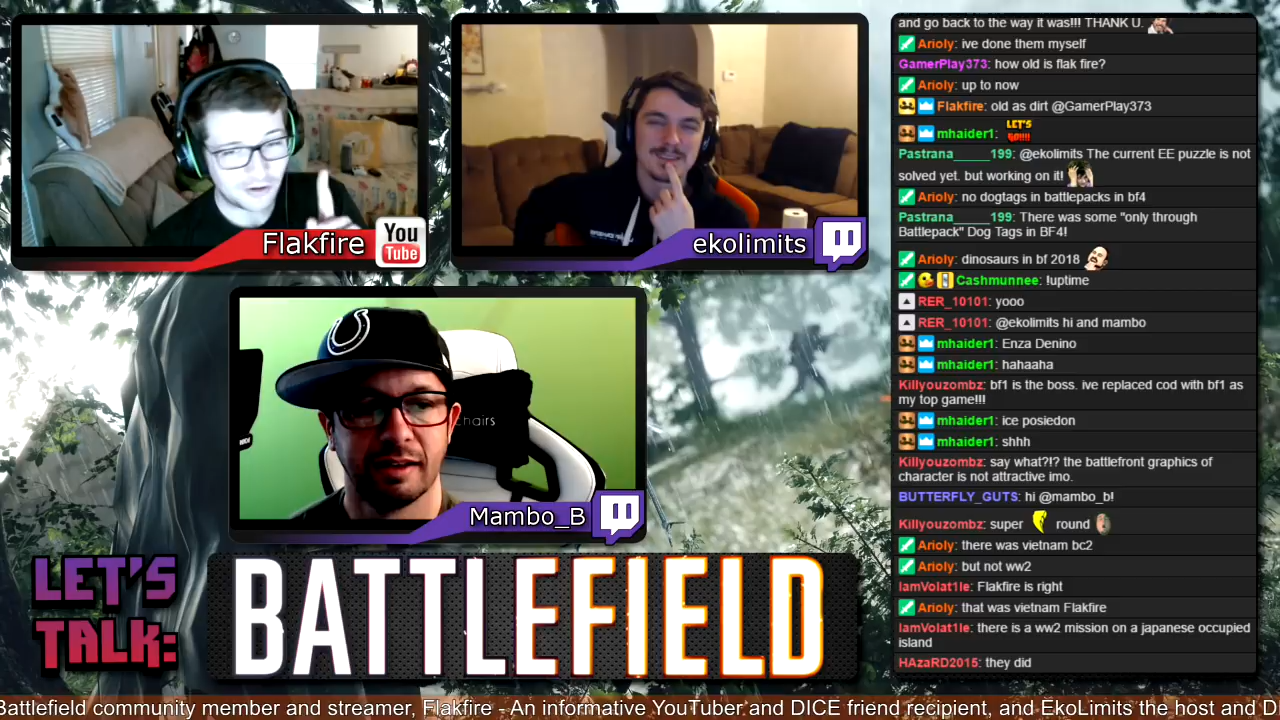 Flakfire
You
Tube
ekolimits
chairs
Mambo_B
LET'S
TALK:
BATTLEFIELD
and go back to the way it was!!! THANK U.
Arioly: ive done them myself
GamerPlay373: how old is flak fire?
Arioly: up to now
Flakfire: old as dirt @GamerPlay373
mhaider1: LET'S GO!!!!
Pastrana_____199: @ekolimits The current EE puzzle is not
solved yet. but working on it!
Arioly: no dogtags in battlepacks in bf4
Pastrana_____199: There was some "only through
Battlepack" Dog Tags in BF4!
Arioly: dinosaurs in bf 2018
Cashmunnee: !uptime
RER_10101: yooo
RER_10101: @ekolimits hi and mambo
mhaider1: Enza Denino
mhaider1: hahaaha
Killyouzombz: bf1 is the boss. ive replaced cod with bf1 as
my top game!!!
mhaider1: ice posiedon
mhaider1: shhh
Killyouzombz: say what?!? the battlefront graphics of
character is not attractive imo.
BUTTERFLY_GUTS: hi @mambo_b!
Killyouzombz: super round
Arioly: there was vietnam bc2
Arioly: but not ww2
IamVolat1le: Flakfire is right
Arioly: that was vietnam Flakfire
IamVolat1le: there is a ww2 mission on a japanese occupied
island
HAzaRD2015: they did
Battlefield community member and streamer, Flakfire - An informative YouTuber and DICE friend recipient, and EkoLimits the host and D